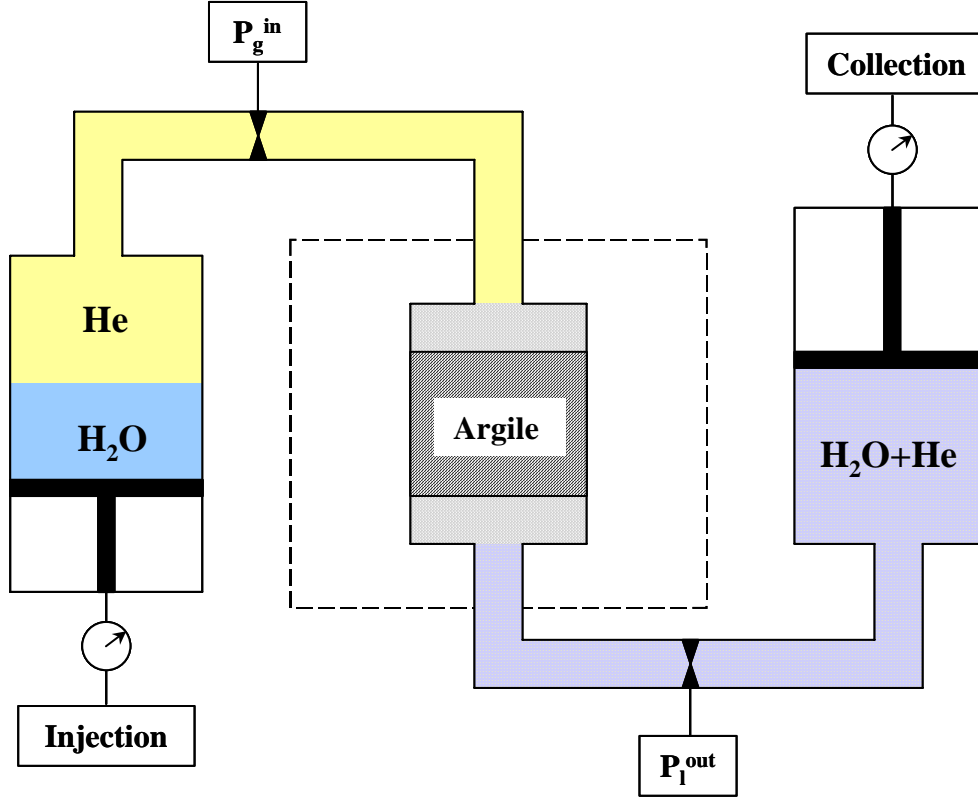 P_g^in
Collection
He
H₂O
Argile
H₂O+He
Injection
P_l^out